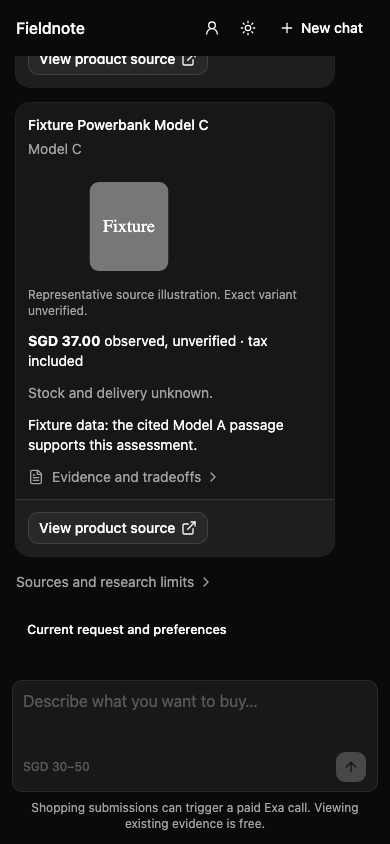 Fieldnote
New chat
View product source
Fixture Powerbank Model C
Model C
Fixture
Representative source illustration. Exact variant
unverified.
SGD 37.00 observed, unverified · tax
included
Stock and delivery unknown.
Fixture data: the cited Model A passage
supports this assessment.
Evidence and tradeoffs
View product source
Sources and research limits
Current request and preferences
Describe what you want to buy...
SGD 30–50
Shopping submissions can trigger a paid Exa call. Viewing
existing evidence is free.